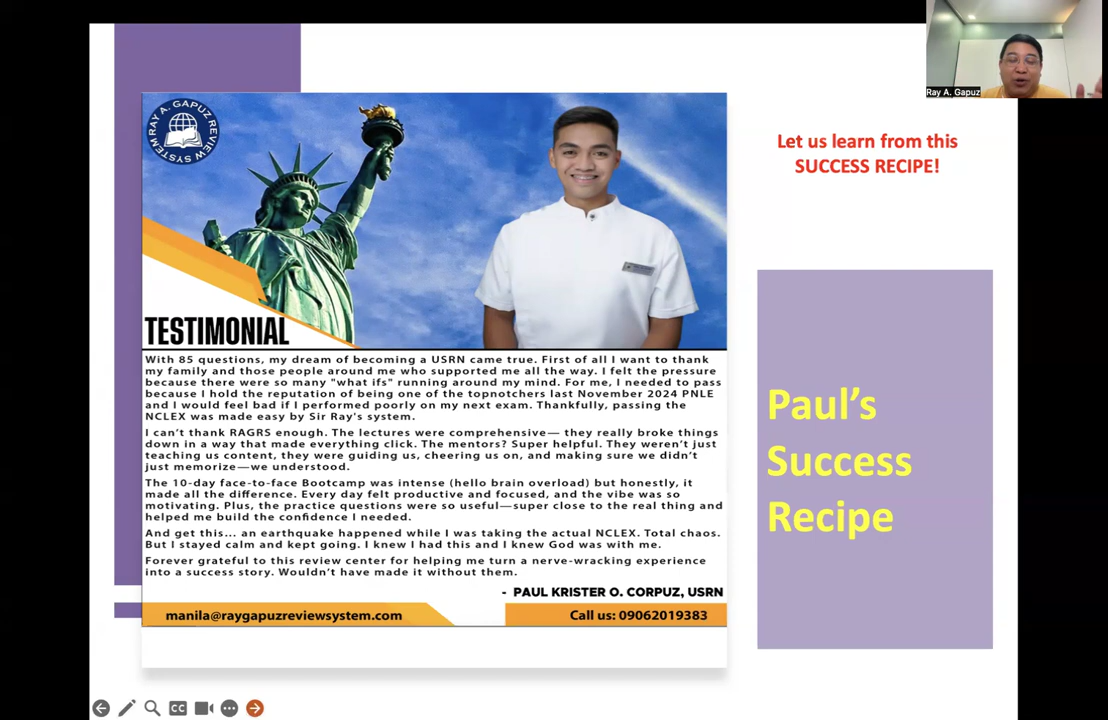 Ray A. Gapuz
RAY A. GAPUZ REVIEW SYSTEM
Let us learn from this
SUCCESS RECIPE!
TESTIMONIAL
With 85 questions, my dream of becoming a USRN came true. First of all I want to thank
my family and those people around me who supported me all the way. I felt the pressure
because there were so many "what ifs" running around my mind. For me, I needed to pass
because I hold the reputation of being one of the topnotchers last November 2024 PNLE
and I would feel bad if I performed poorly on my next exam. Thankfully, passing the
NCLEX was made easy by Sir Ray's system.
I can't thank RAGRS enough. The lectures were comprehensive— they really broke things
down in a way that made everything click. The mentors? Super helpful. They weren't just
teaching us content, they were guiding us, cheering us on, and making sure we didn't
just memorize—we understood.
The 10-day face-to-face Bootcamp was intense (hello brain overload) but honestly, it
made all the difference. Every day felt productive and focused, and the vibe was so
motivating. Plus, the practice questions were so useful—super close to the real thing and
helped me build the confidence I needed.
And get this... an earthquake happened while I was taking the actual NCLEX. Total chaos.
But I stayed calm and kept going. I knew I had this and I knew God was with me.
Forever grateful to this review center for helping me turn a nerve-wracking experience
into a success story. Wouldn't have made it without them.
- PAUL KRISTER O. CORPUZ, USRN
manila@raygapuzreviewsystem.com
Call us: 09062019383
Paul's
Success
Recipe
CC